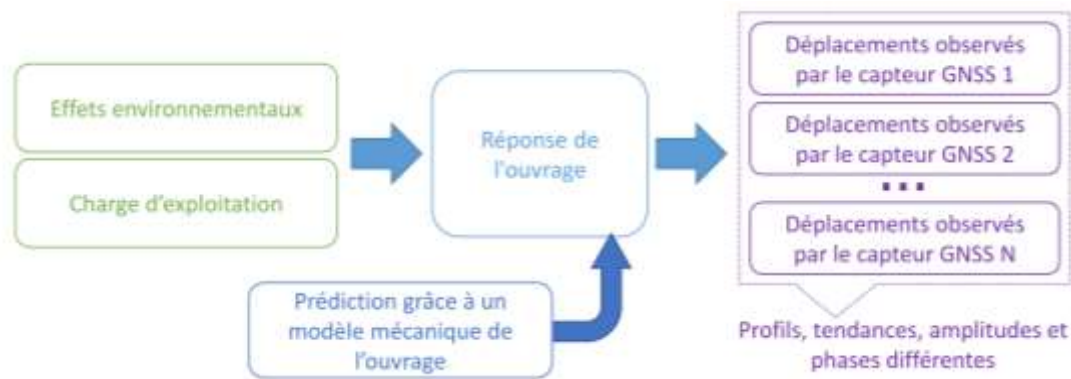 Effets environnementaux
Charge d'exploitation
Réponse de
l'ouvrage
Prédiction grâce à un
modèle mécanique de
l'ouvrage
Déplacements observés
par le capteur GNSS 1
Déplacements observés
par le capteur GNSS 2
...
Déplacements observés
par le capteur GNSS N
Profils, tendances, amplitudes et
phases différentes